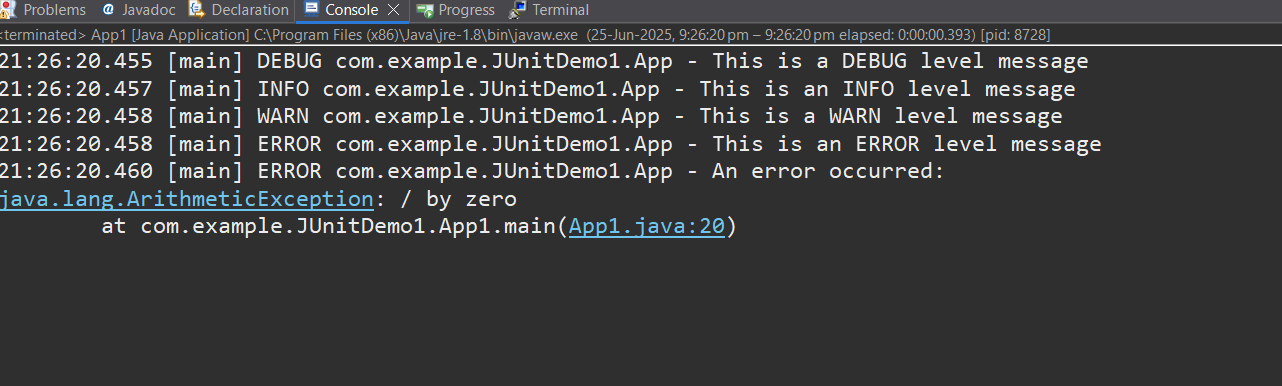 Problems @ Javadoc Declaration Console Progress Terminal
<terminated> App1 [Java Application] C:\Program Files (x86)\Java\jre-1.8\bin\javaw.exe (25-Jun-2025, 9:26:20 pm – 9:26:20 pm elapsed: 0:00:00.393) [pid: 8728]
21:26:20.455 [main] DEBUG com.example.JUnitDemo1.App - This is a DEBUG level message
21:26:20.457 [main] INFO com.example.JUnitDemo1.App - This is an INFO level message
21:26:20.458 [main] WARN com.example.JUnitDemo1.App - This is a WARN level message
21:26:20.458 [main] ERROR com.example.JUnitDemo1.App - This is an ERROR level message
21:26:20.460 [main] ERROR com.example.JUnitDemo1.App - An error occurred:
java.lang.ArithmeticException: / by zero
at com.example.JUnitDemo1.App1.main(App1.java:20)